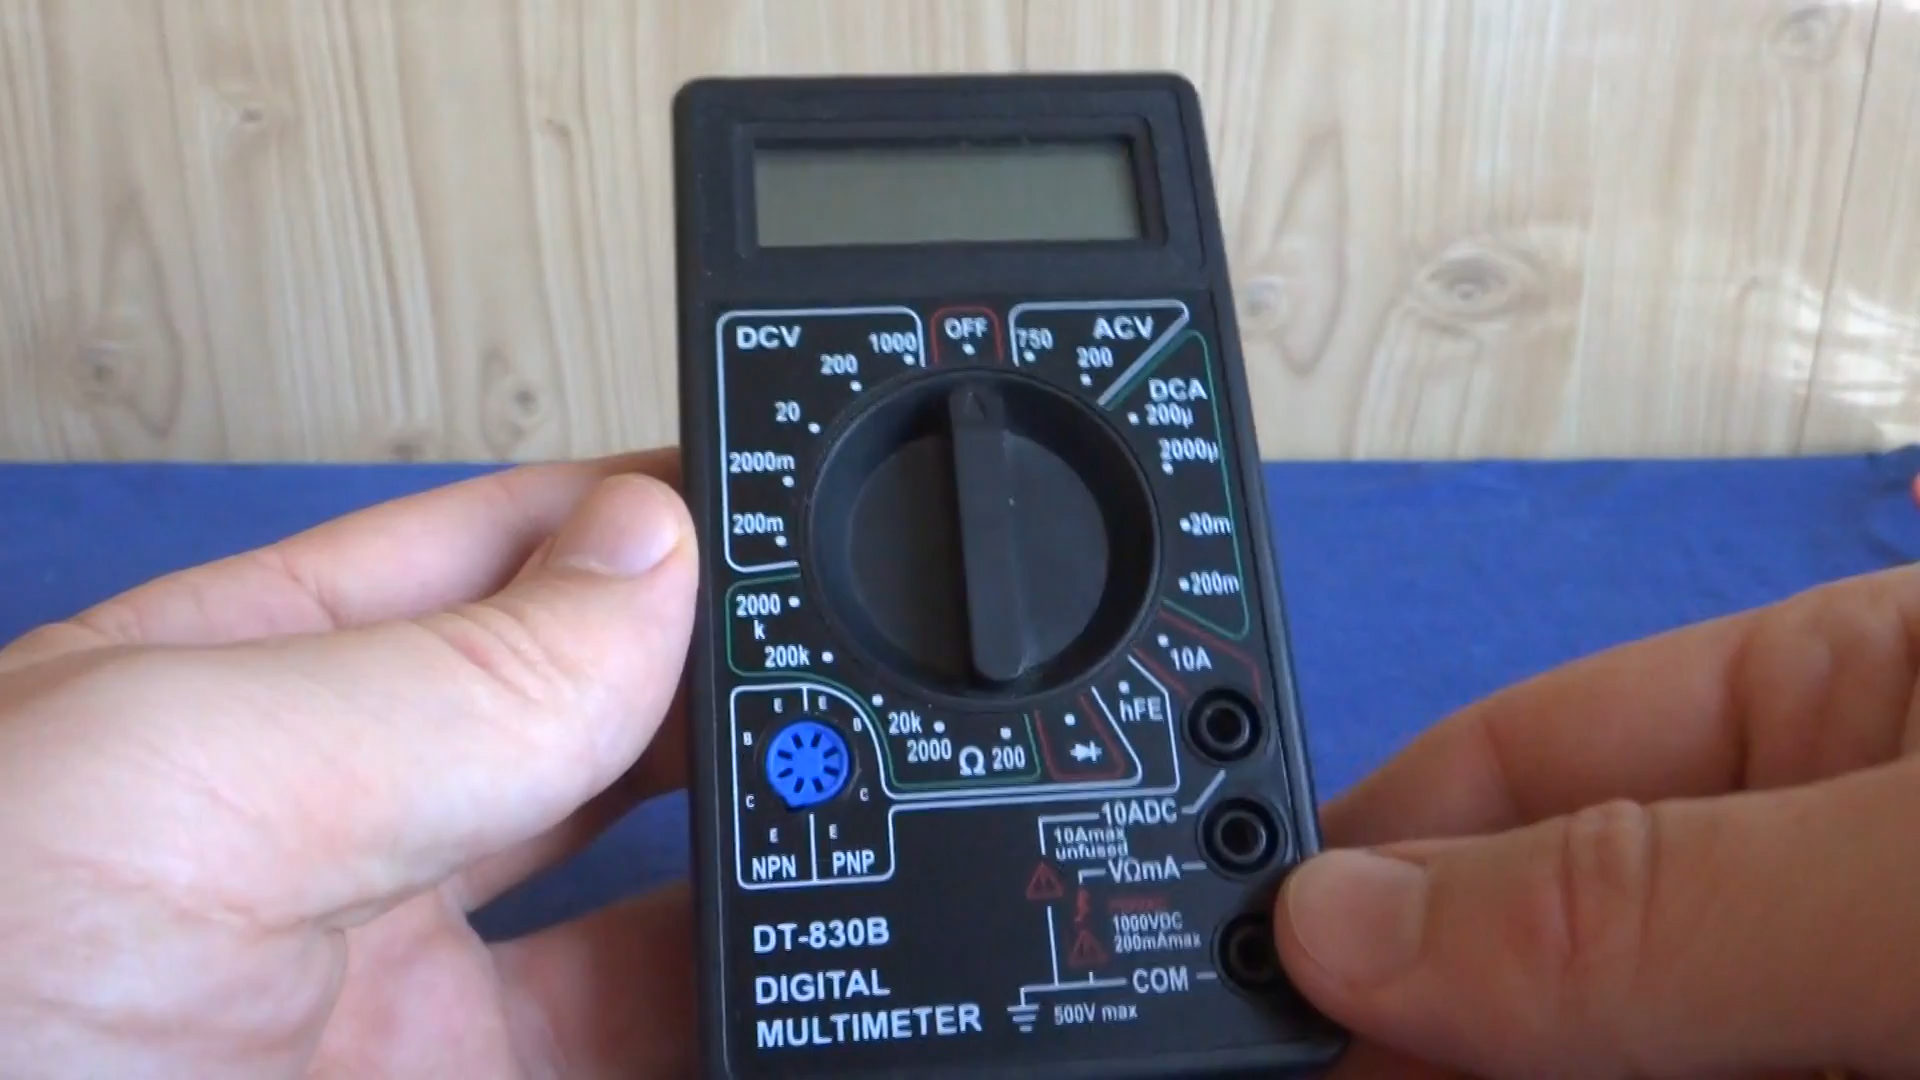 DCV
1000
OFF
750
ACV
200
200
DCA
20
200µ
2000m
2000µ
200m
20m
200m
2000
k
200k
10A
20k
2000
Ω
200
hFE
E
E
B
B
C
C
E
E
NPN
PNP
10ADC
10Amax
unfused
VΩmA
1000VDC
200mAmax
COM
500V max
DT-830B
DIGITAL
MULTIMETER